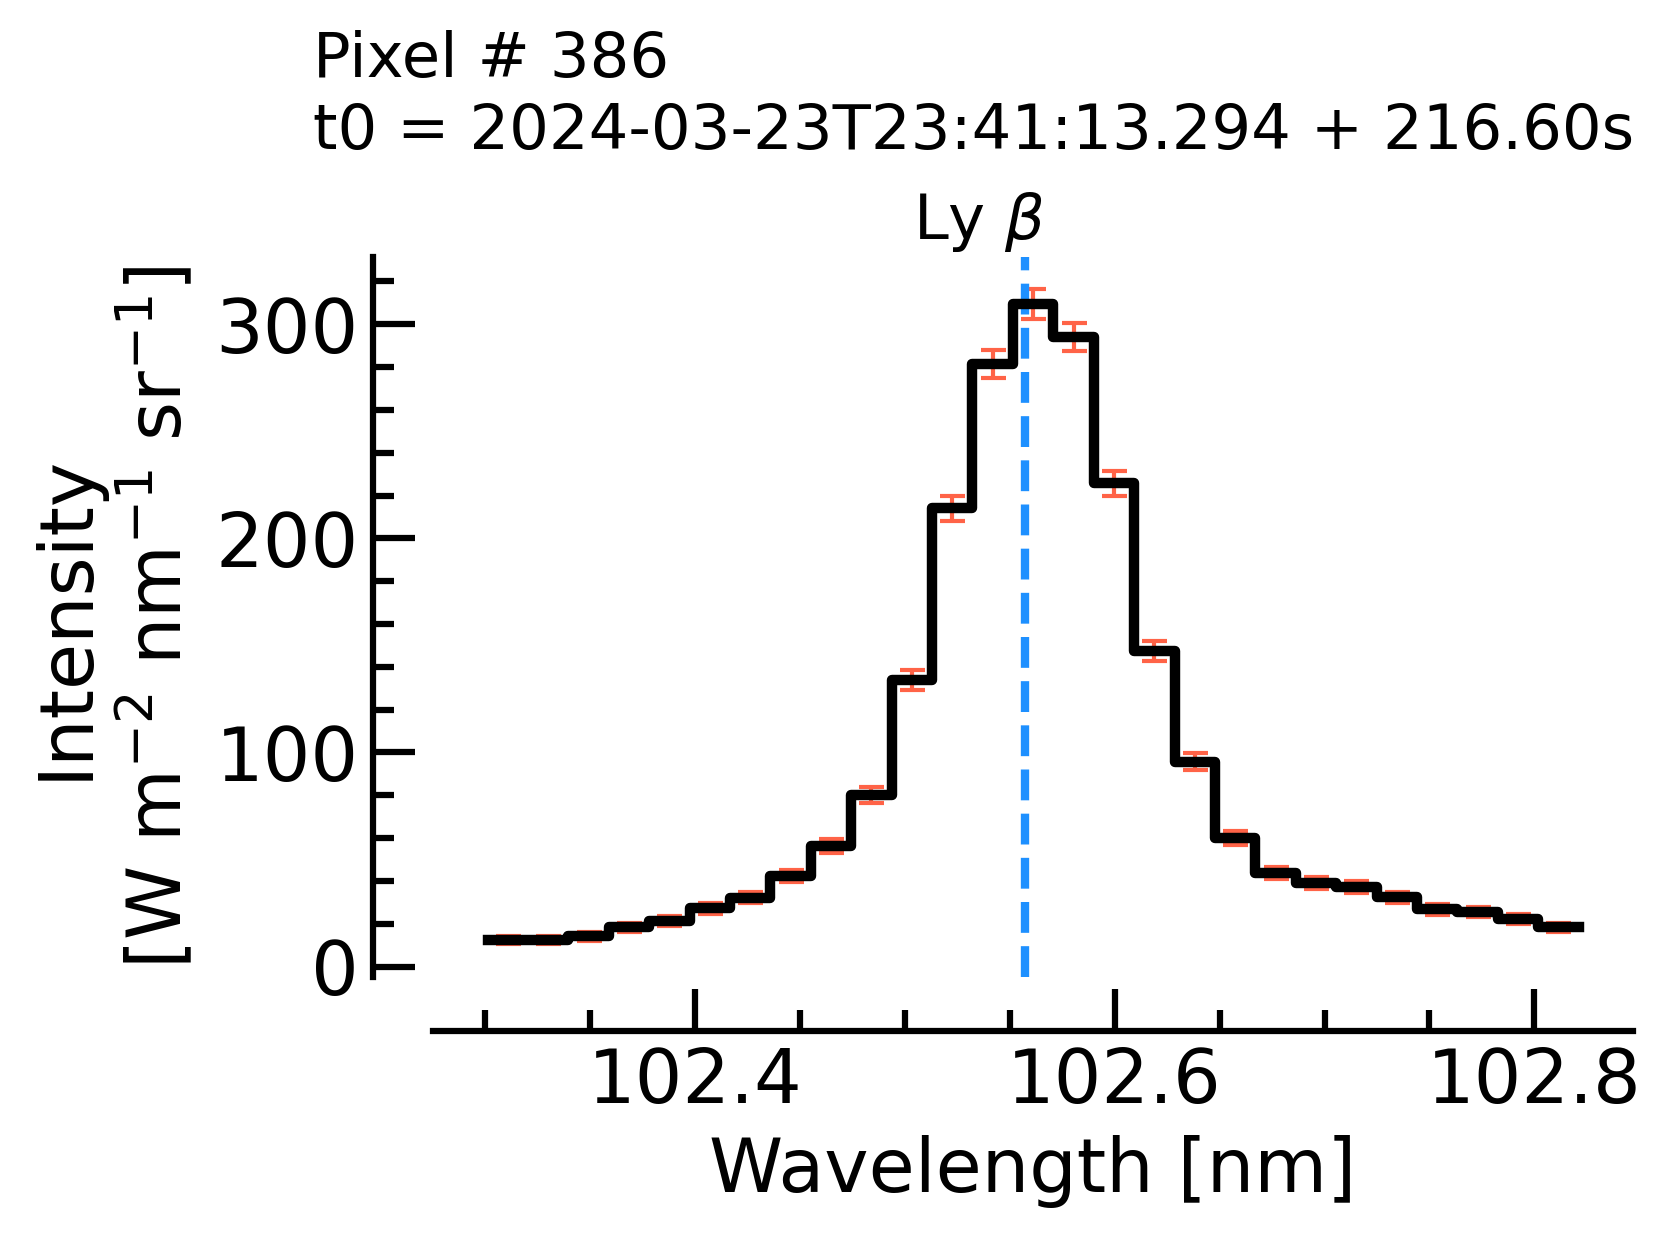 Pixel # 386
t0 = 2024-03-23T23:41:13.294 + 216.60s
Ly β
Intensity
[W m⁻² nm⁻¹ sr⁻¹]
300
200
100
0
102.4 102.6 102.8
Wavelength [nm]